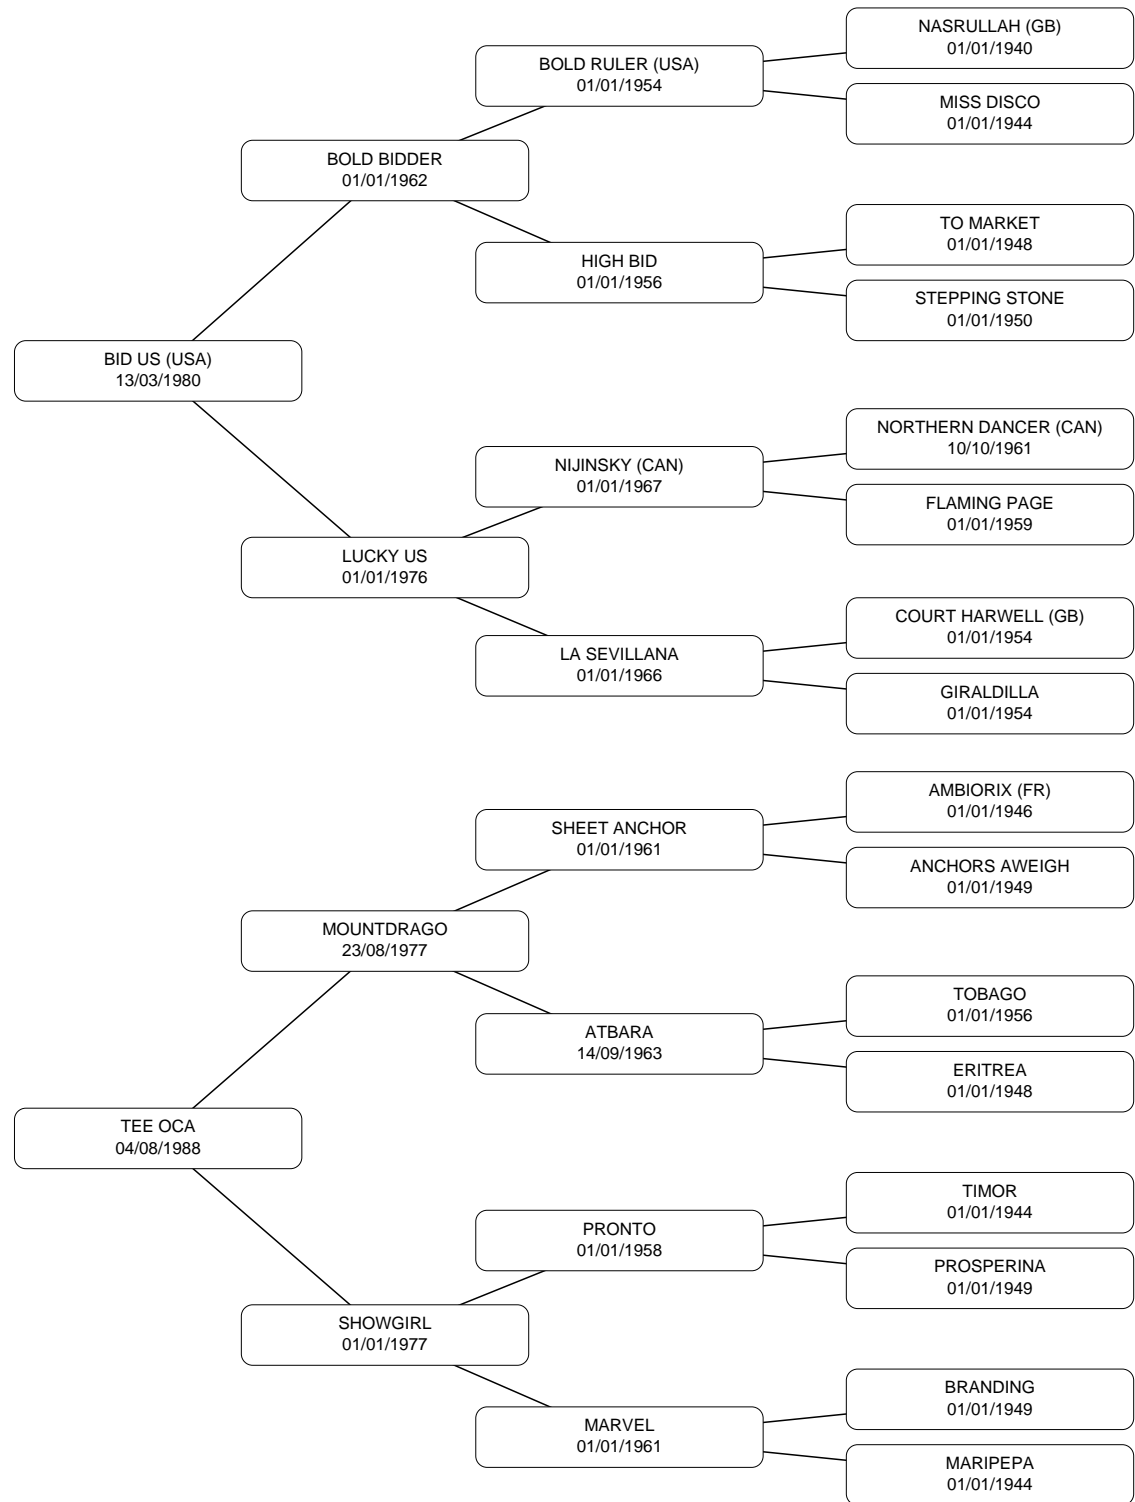 NASRULLAH (GB)
01/01/1940
BOLD RULER (USA)
01/01/1954
MISS DISCO
01/01/1944
BOLD BIDDER
01/01/1962
TO MARKET
01/01/1948
HIGH BID
01/01/1956
STEPPING STONE
01/01/1950
BID US (USA)
13/03/1980
NORTHERN DANCER (CAN)
10/10/1961
NIJINSKY (CAN)
01/01/1967
FLAMING PAGE
01/01/1959
LUCKY US
01/01/1976
COURT HARWELL (GB)
01/01/1954
LA SEVILLANA
01/01/1966
GIRALDILLA
01/01/1954
AMBIORIX (FR)
01/01/1946
SHEET ANCHOR
01/01/1961
ANCHORS AWEIGH
01/01/1949
MOUNTDRAGO
23/08/1977
TOBAGO
01/01/1956
ATBARA
14/09/1963
ERITREA
01/01/1948
TEE OCA
04/08/1988
TIMOR
01/01/1944
PRONTO
01/01/1958
PROSPERINA
01/01/1949
SHOWGIRL
01/01/1977
BRANDING
01/01/1949
MARVEL
01/01/1961
MARIPEPA
01/01/1944